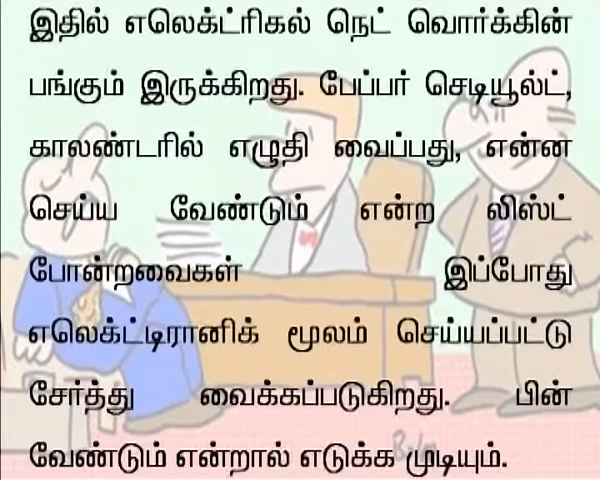 இதில் எலெக்ட்ரிகல் நெட் வொர்க்கின்
பங்கும் இருக்கிறது. பேப்பர் செடியூல்ட்,
காலண்டரில் எழுதி வைப்பது, என்ன
செய்ய வேண்டும் என்ற லிஸ்ட்
போன்றவைகள் இப்போது
எலெக்ட்டிரானிக் மூலம் செய்யப்பட்டு
சேர்த்து வைக்கப்படுகிறது. பின்
வேண்டும் என்றால் எடுக்க முடியும்.